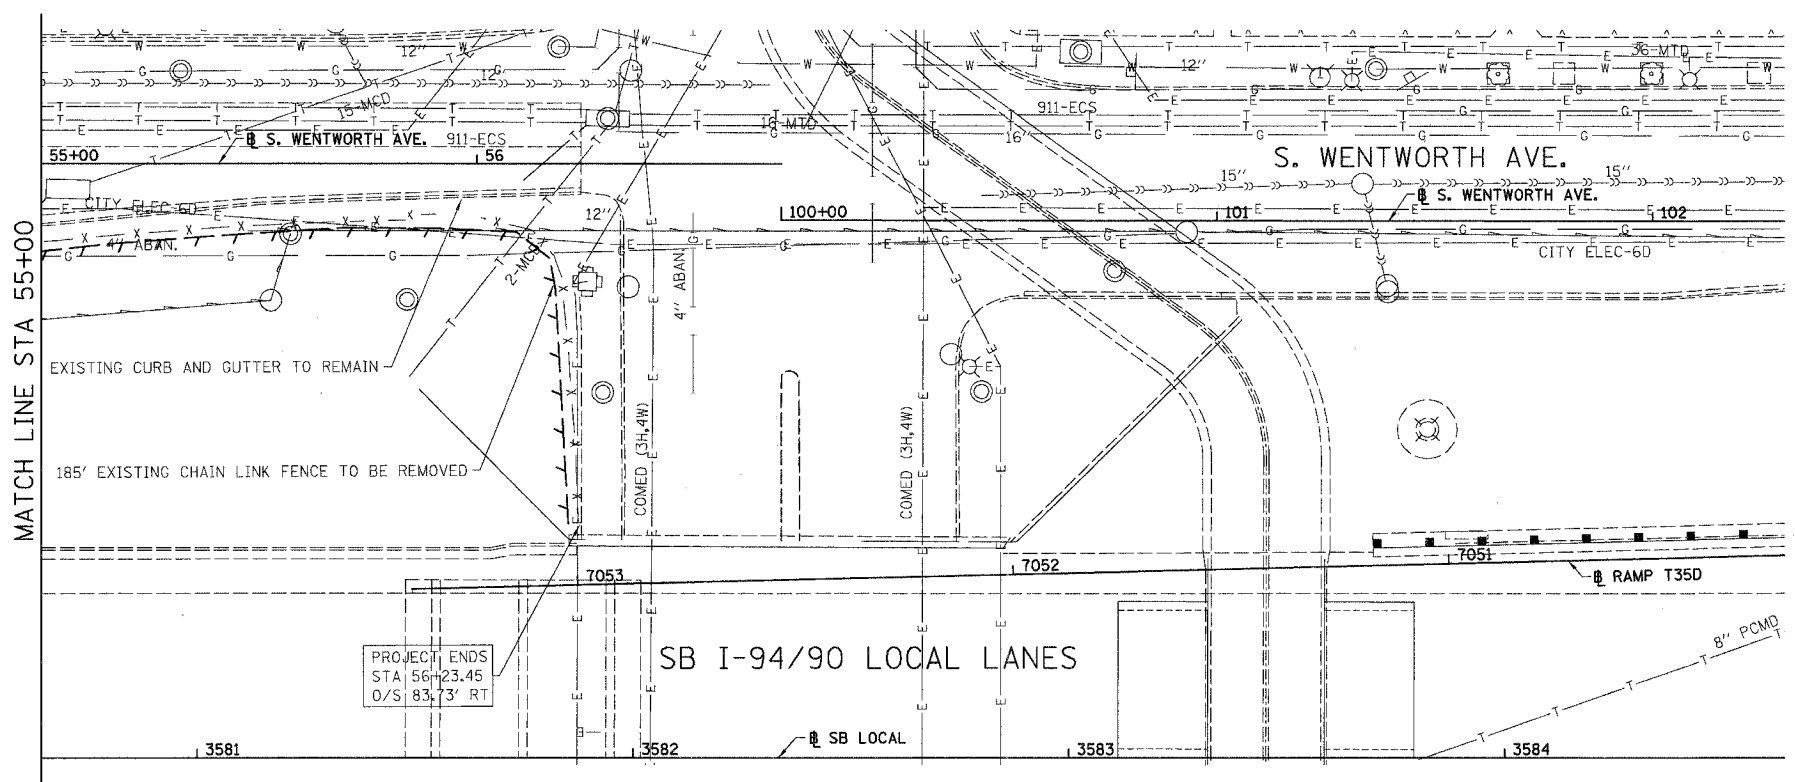 MATCH LINE STA 55+00
12"
12"
15-MCD
12"
36-MTD
911-ECS
℄ S. WENTWORTH AVE.
911-ECS
16-MTD
16"
55+00
56
S. WENTWORTH AVE.
15"
15"
℄ S. WENTWORTH AVE.
CITY ELEC-6D
12"
100+00
101
102
4" ABAN.
2-MCD
4" ABAN.
CITY ELEC-6D
EXISTING CURB AND GUTTER TO REMAIN
185' EXISTING CHAIN LINK FENCE TO BE REMOVED
COMED (3H,4W)
COMED (3H,4W)
7053
7052
7051
℄ RAMP T35D
PROJECT ENDS
STA 56+23.45
O/S 83.73' RT
SB I-94/90 LOCAL LANES
8" PCMD
3581
3582
℄ SB LOCAL
3583
3584